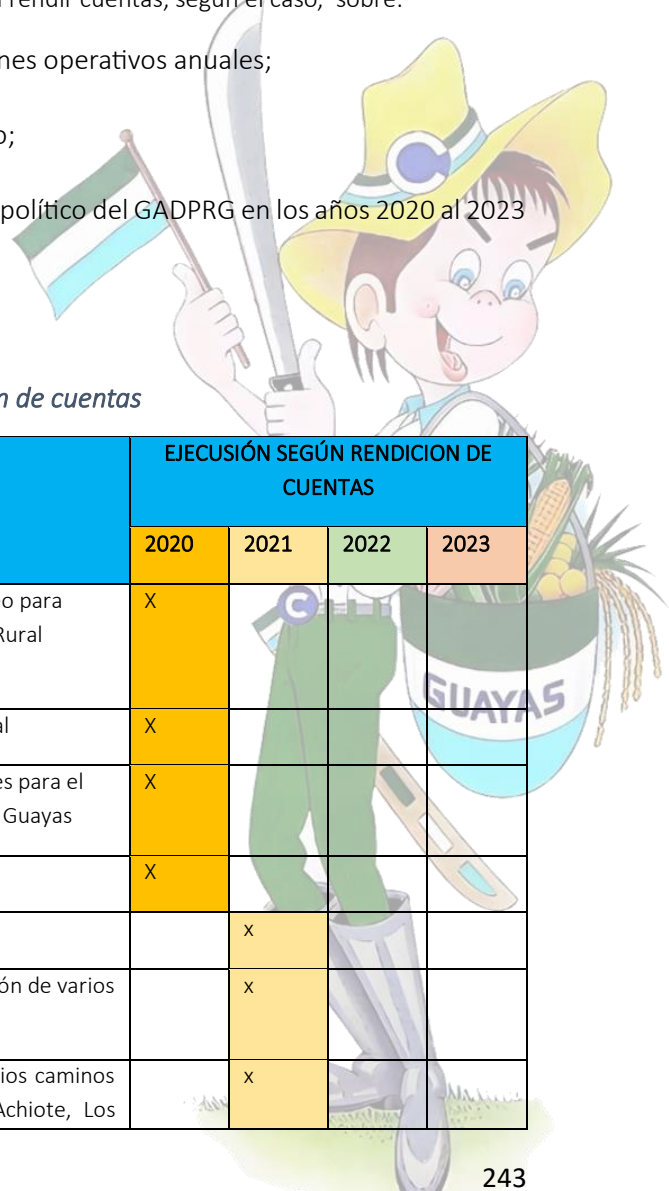 rendir cuentas, según el caso, sobre:
nes operativos anuales;
o;
político del GADPRG en los años 2020 al 2023
n de cuentas
EJECUSIÓN SEGÚN RENDICION DE
CUENTAS
2020 2021 2022 2023
o para X
Rural
al X
es para el X
Guayas
X
x
ón de varios x
ios caminos x
Achiote, Los
C
C
GUAYAS
243